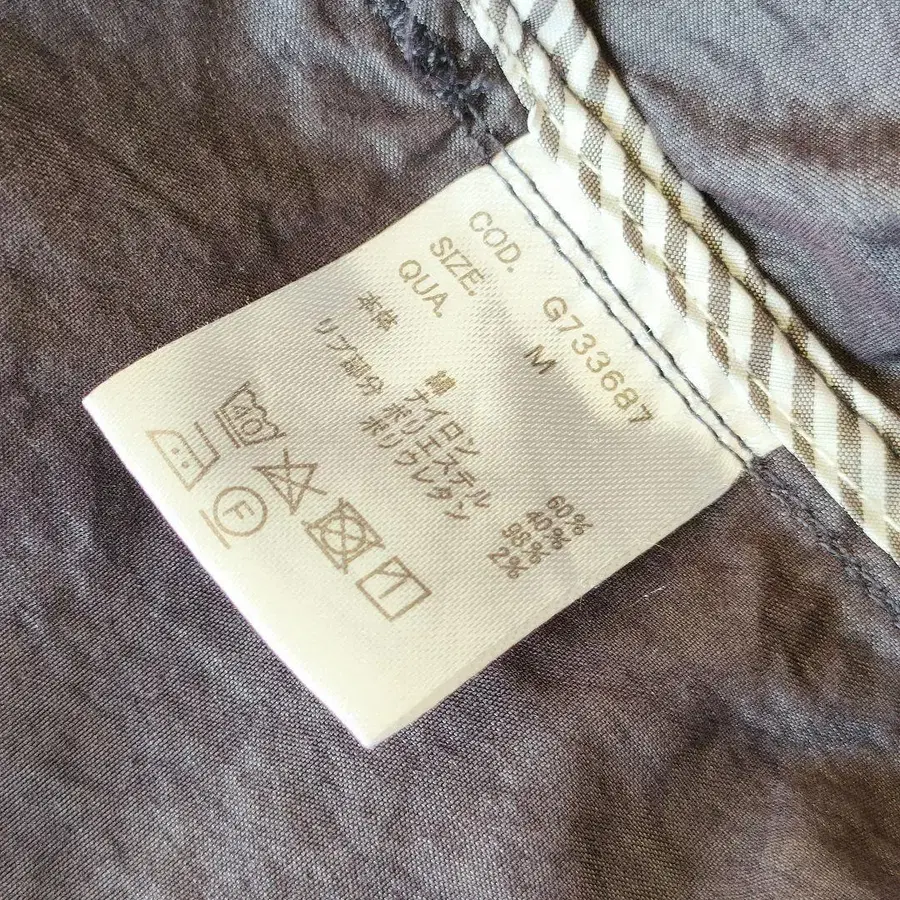 COD. G733687
SIZE. M
QUA.
本体 綿 60%
ナイロン 40%
リブ部分 ポリエステル 98%
ポリウレタン 2%
40
F